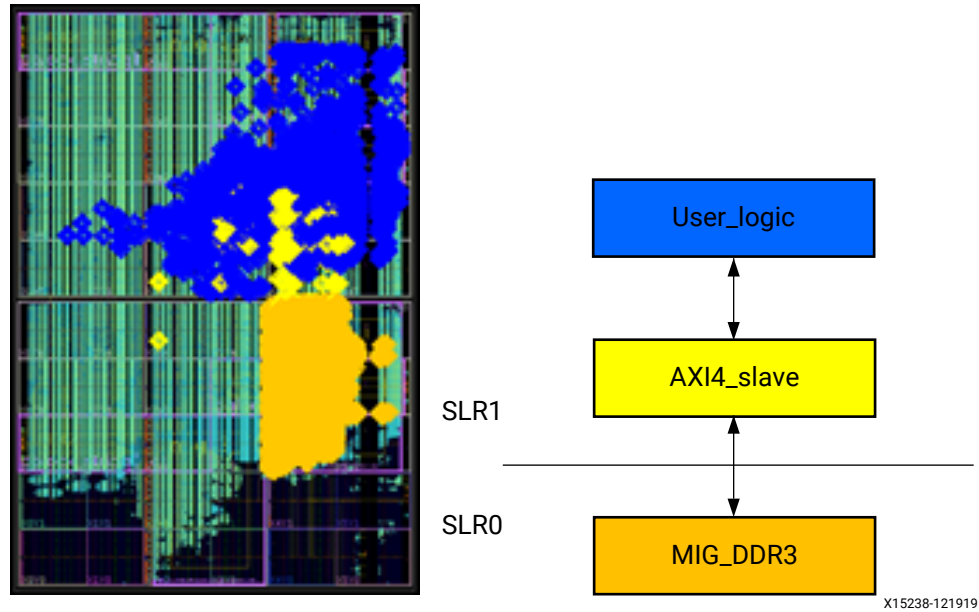 User_logic
AXI4_slave
SLR1
SLR0
MIG_DDR3
X15238-121919